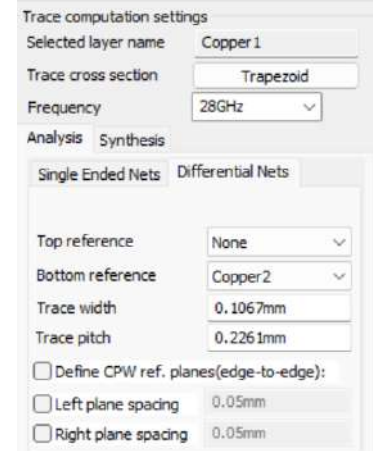 Trace computation settings
Selected layer name Copper1
Trace cross section Trapezoid
Frequency 28GHz
Analysis Synthesis
Single Ended Nets Differential Nets
Top reference None
Bottom reference Copper2
Trace width 0.1067mm
Trace pitch 0.2261mm
Define CPW ref. planes(edge-to-edge):
Left plane spacing 0.05mm
Right plane spacing 0.05mm